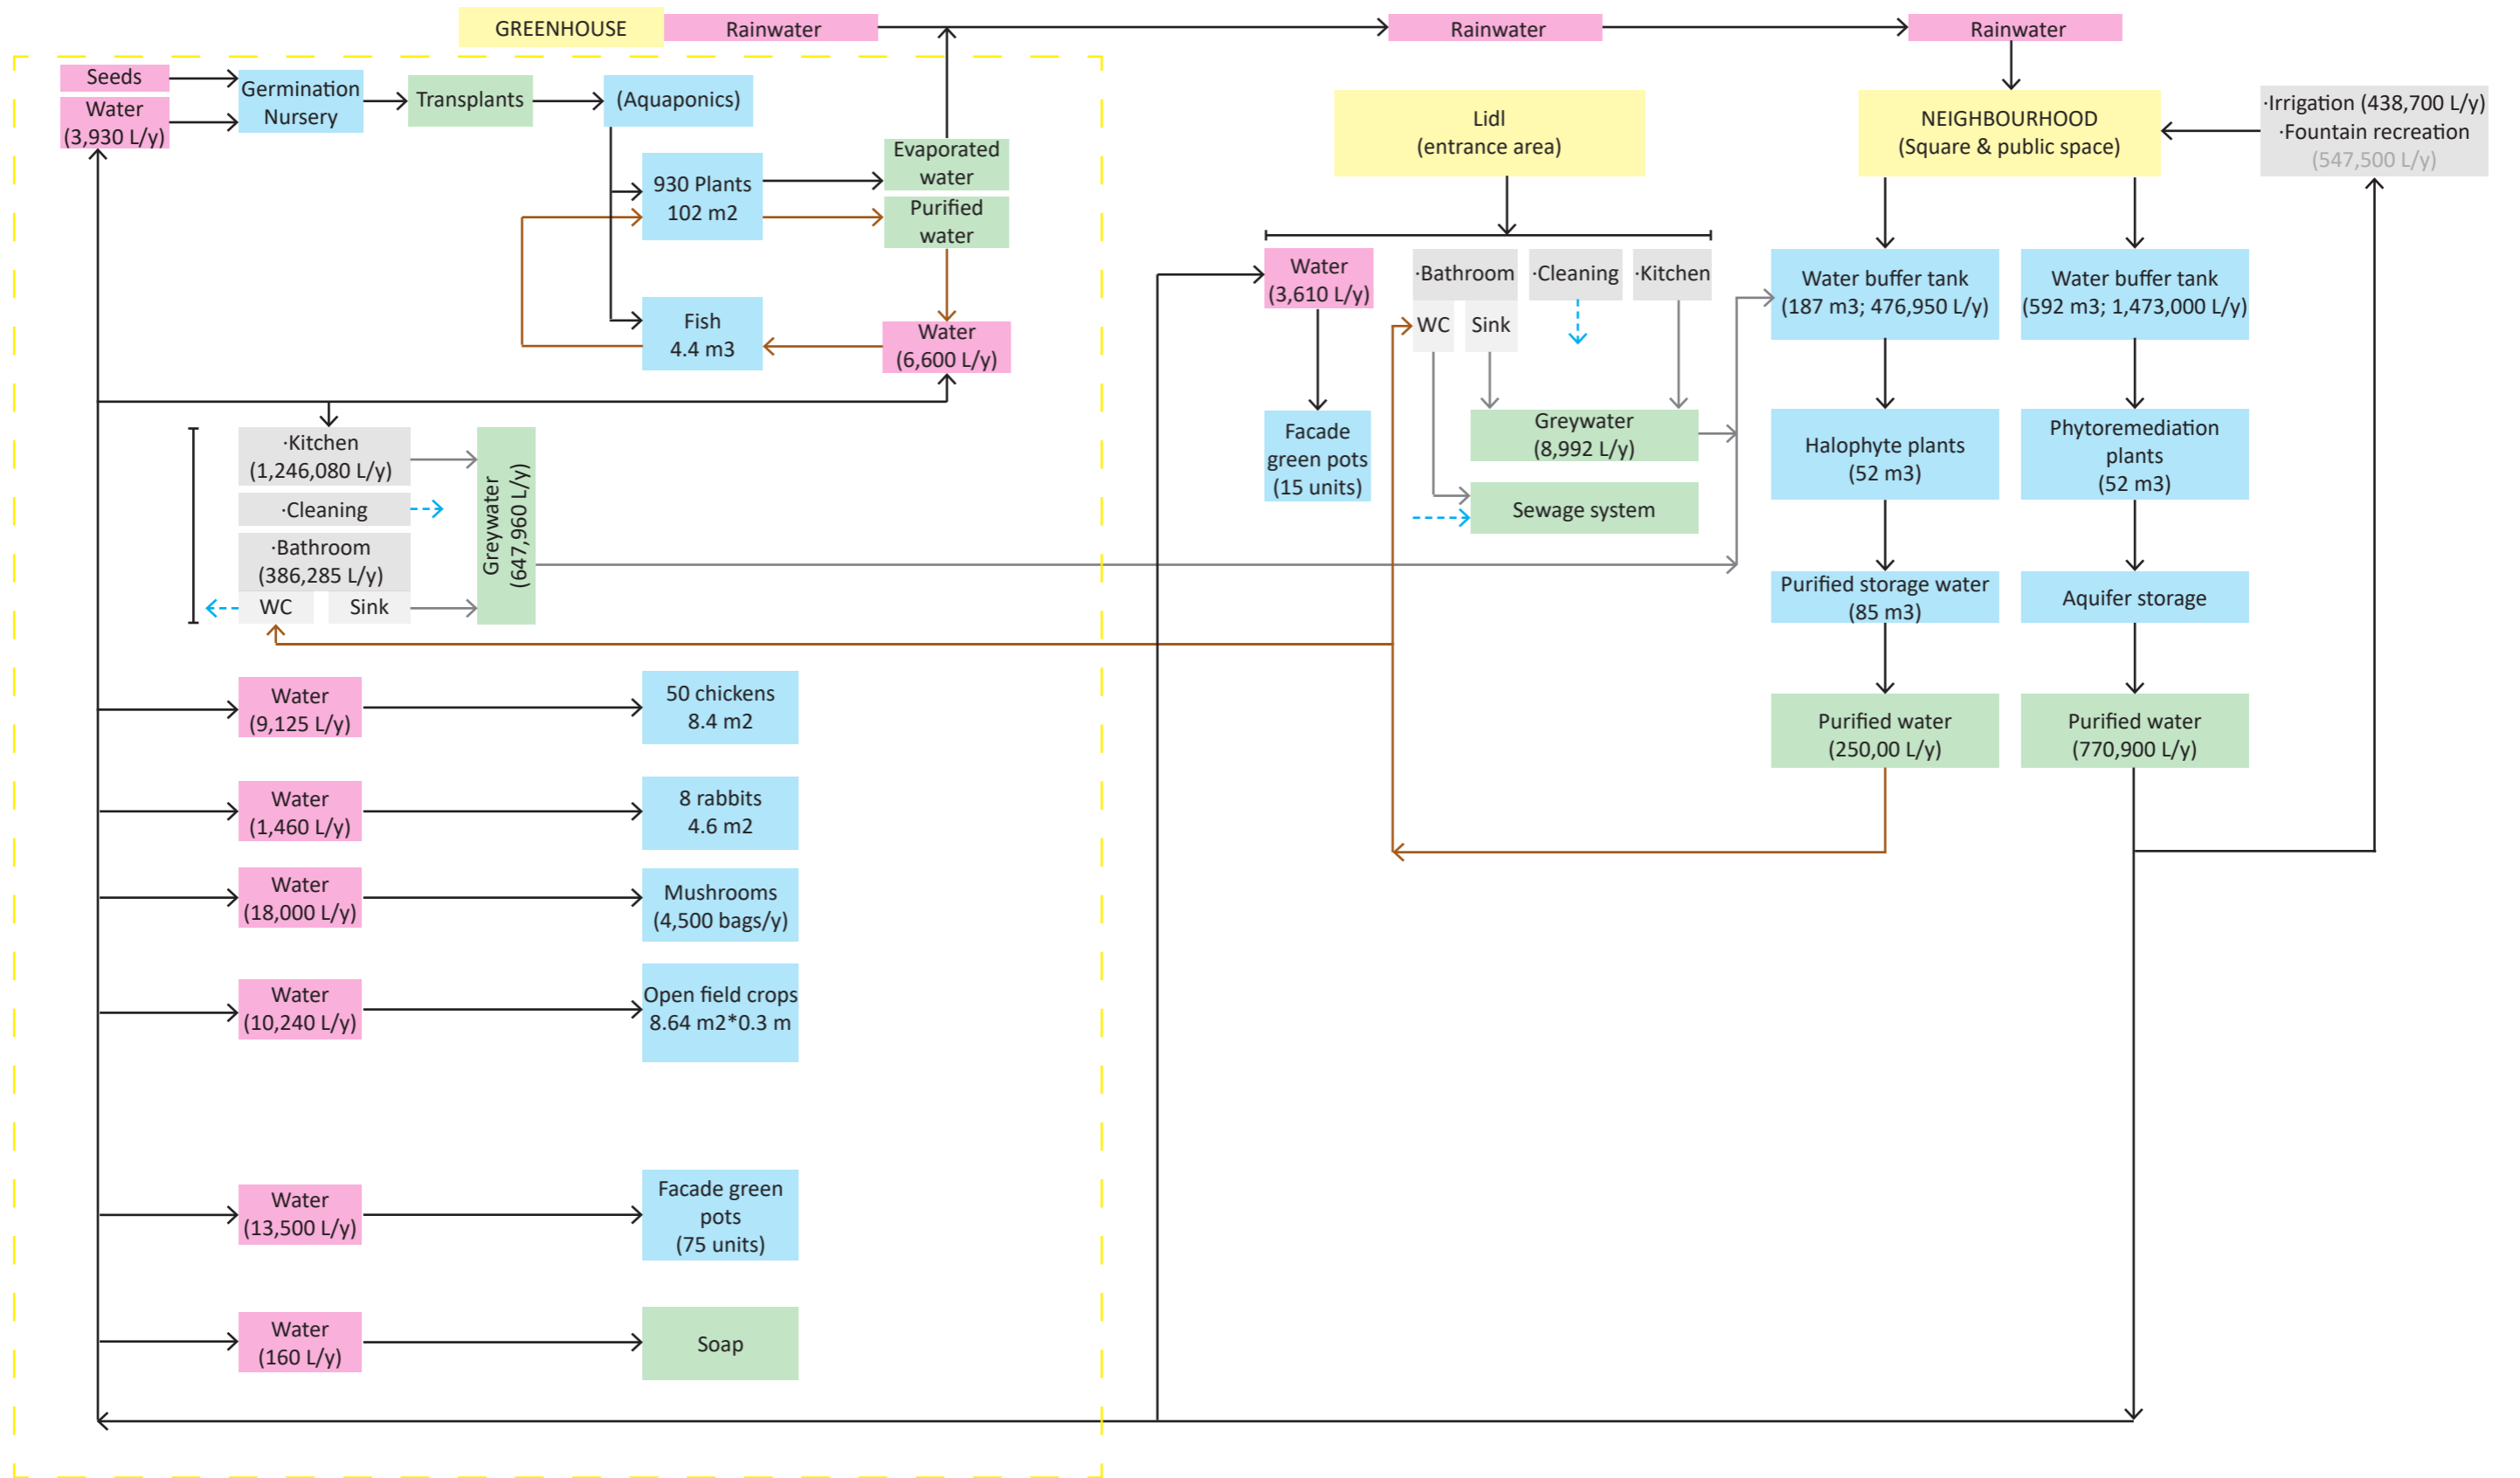 GREENHOUSE
Rainwater
Rainwater
Rainwater
Seeds
Water
(3,930 L/y)
Germination
Nursery
Transplants
(Aquaponics)
930 Plants
102 m2
Evaporated
water
Purified
water
Fish
4.4 m3
Water
(6,600 L/y)
·Kitchen
(1,246,080 L/y)
·Cleaning
·Bathroom
(386,285 L/y)
WC
Sink
Greywater
(647,960 L/y)
Water
(9,125 L/y)
50 chickens
8.4 m2
Water
(1,460 L/y)
8 rabbits
4.6 m2
Water
(18,000 L/y)
Mushrooms
(4,500 bags/y)
Water
(10,240 L/y)
Open field crops
8.64 m2*0.3 m
Water
(13,500 L/y)
Facade green
pots
(75 units)
Water
(160 L/y)
Soap
Lidl
(entrance area)
Water
(3,610 L/y)
Facade
green pots
(15 units)
·Bathroom
WC
Sink
·Cleaning
·Kitchen
Greywater
(8,992 L/y)
Sewage system
NEIGHBOURHOOD
(Square & public space)
·Irrigation (438,700 L/y)
·Fountain recreation
(547,500 L/y)
Water buffer tank
(187 m3; 476,950 L/y)
Halophyte plants
(52 m3)
Purified storage water
(85 m3)
Purified water
(250,00 L/y)
Water buffer tank
(592 m3; 1,473,000 L/y)
Phytoremediation
plants
(52 m3)
Aquifer storage
Purified water
(770,900 L/y)